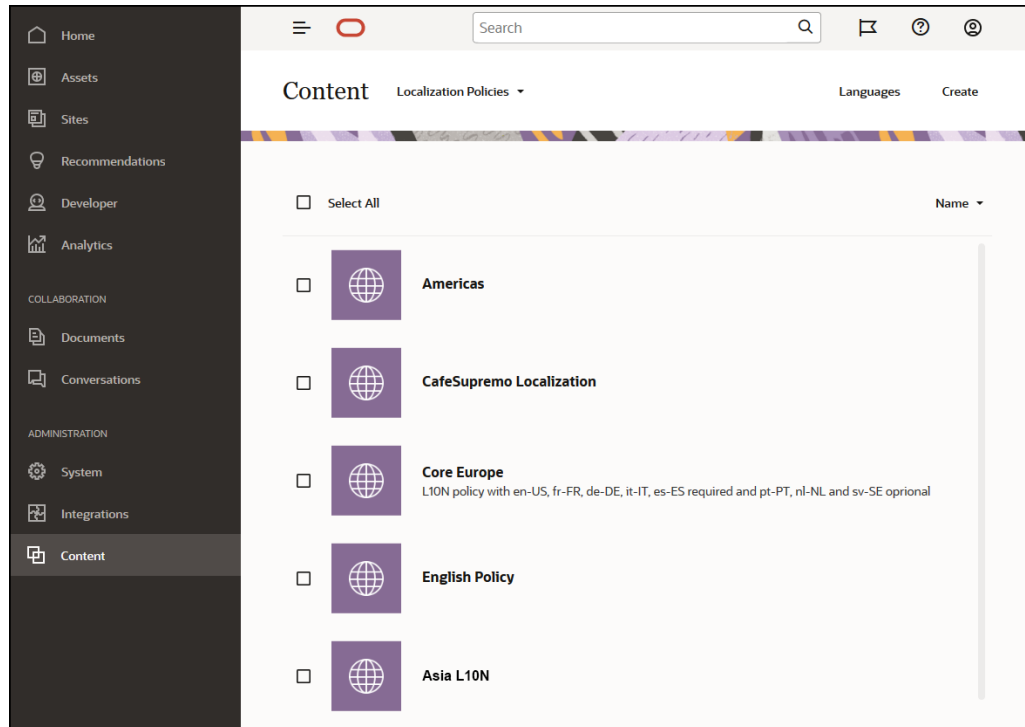 Home
Assets
Sites
Recommendations
Developer
Analytics
COLLABORATION
Documents
Conversations
ADMINISTRATION
System
Integrations
Content
Search
Content Localization Policies Languages Create
Select All Name
Americas
CafeSupremo Localization
Core Europe
L10N policy with en-US, fr-FR, de-DE, it-IT, es-ES required and pt-PT, nl-NL and sv-SE oprional
English Policy
Asia L10N